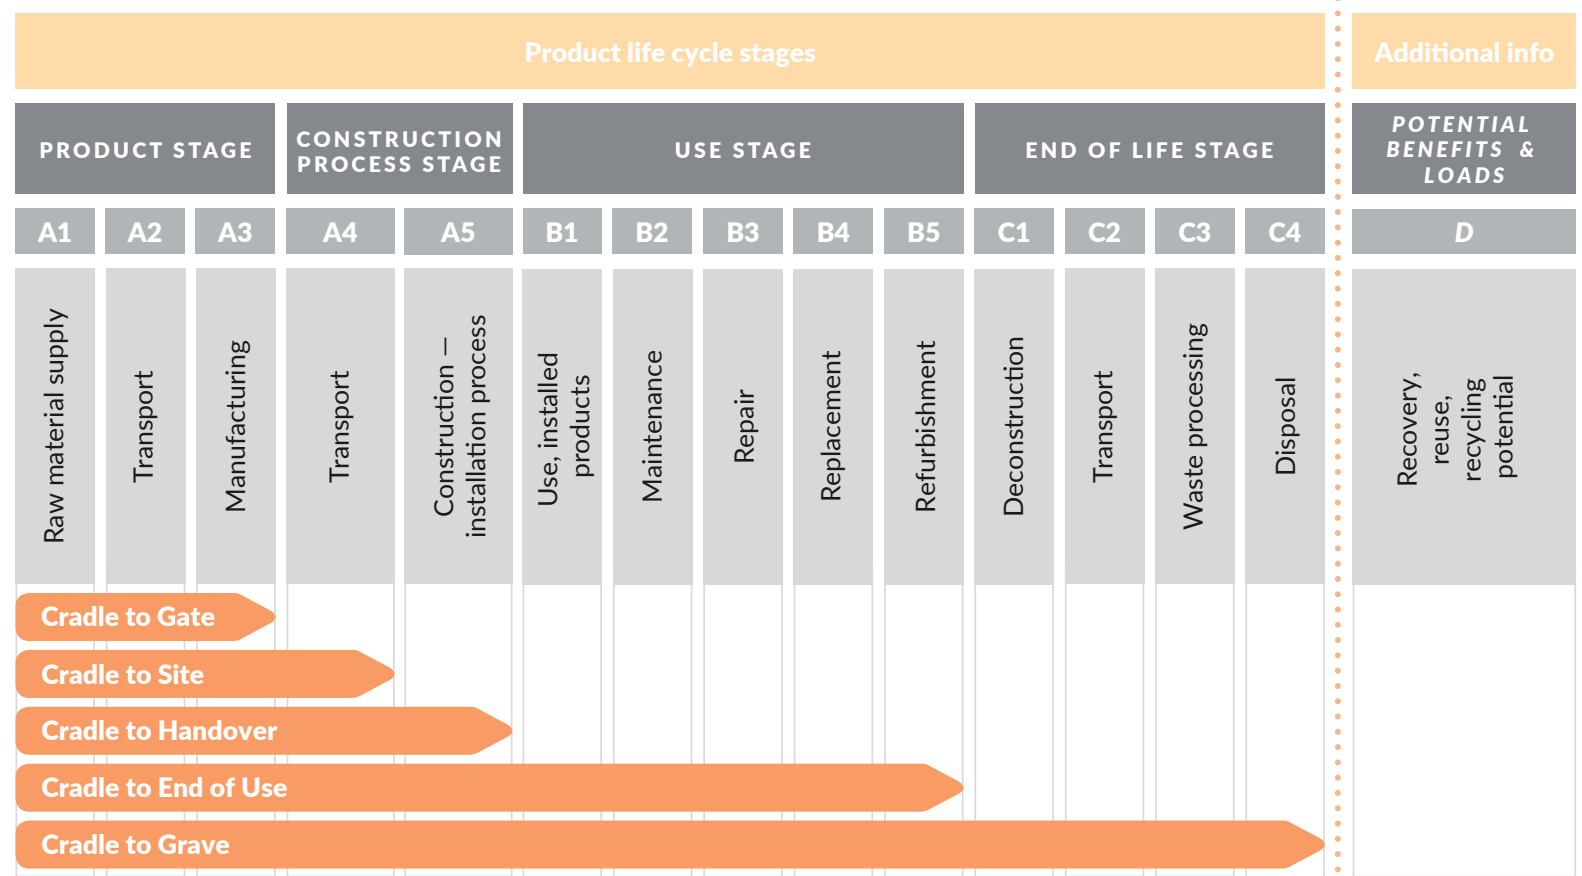 Product life cycle stages
Additional info
PRODUCT STAGE
CONSTRUCTION
PROCESS STAGE
USE STAGE
END OF LIFE STAGE
POTENTIAL
BENEFITS &
LOADS
A1
A2
A3
A4
A5
B1
B2
B3
B4
B5
C1
C2
C3
C4
D
Raw material supply
Transport
Manufacturing
Transport
Construction —
installation process
Use, installed
products
Maintenance
Repair
Replacement
Refurbishment
Deconstruction
Transport
Waste processing
Disposal
Recovery,
reuse,
recycling
potential
Cradle to Gate
Cradle to Site
Cradle to Handover
Cradle to End of Use
Cradle to Grave